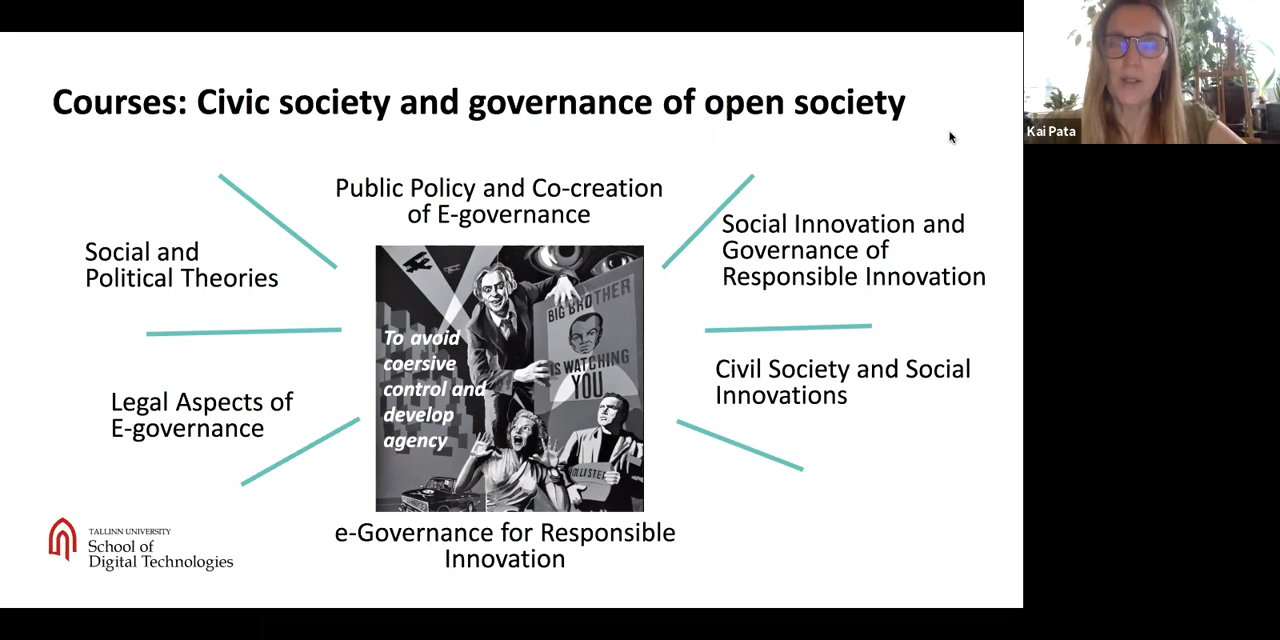 Courses: Civic society and governance of open society
Kai Pata
Public Policy and Co-creation
of E-governance
Social and
Political Theories
Social Innovation and
Governance of
Responsible Innovation
BIG BROTHER
IS WATCHING
YOU
To avoid
coersive
control and
develop
agency
Legal Aspects of
E-governance
Civil Society and Social
Innovations
HOLLISTER
e-Governance for Responsible
Innovation
TALLINN UNIVERSITY
School of
Digital Technologies